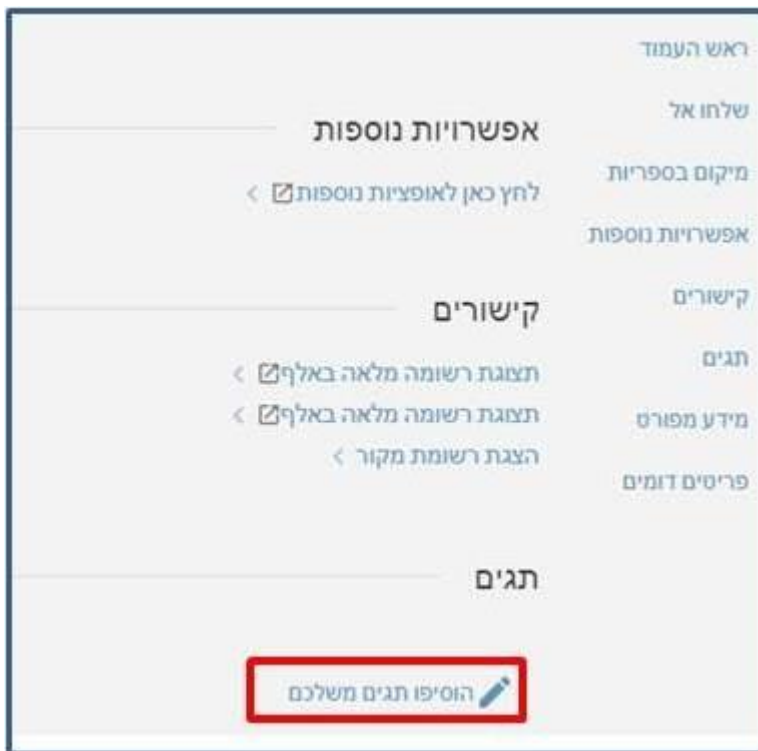 ראש העמוד
שלחו אל
מיקום בספריות
אפשרויות נוספות
קישורים
תגים
מידע מפורט
פריטים דומים
אפשרויות נוספות
לחץ כאן לאופציות נוספות
קישורים
תצוגת רשומה מלאה באלף
תצוגת רשומה מלאה באלף
הצגת רשומת מקור
תגים
הוסיפו תגים משלכם